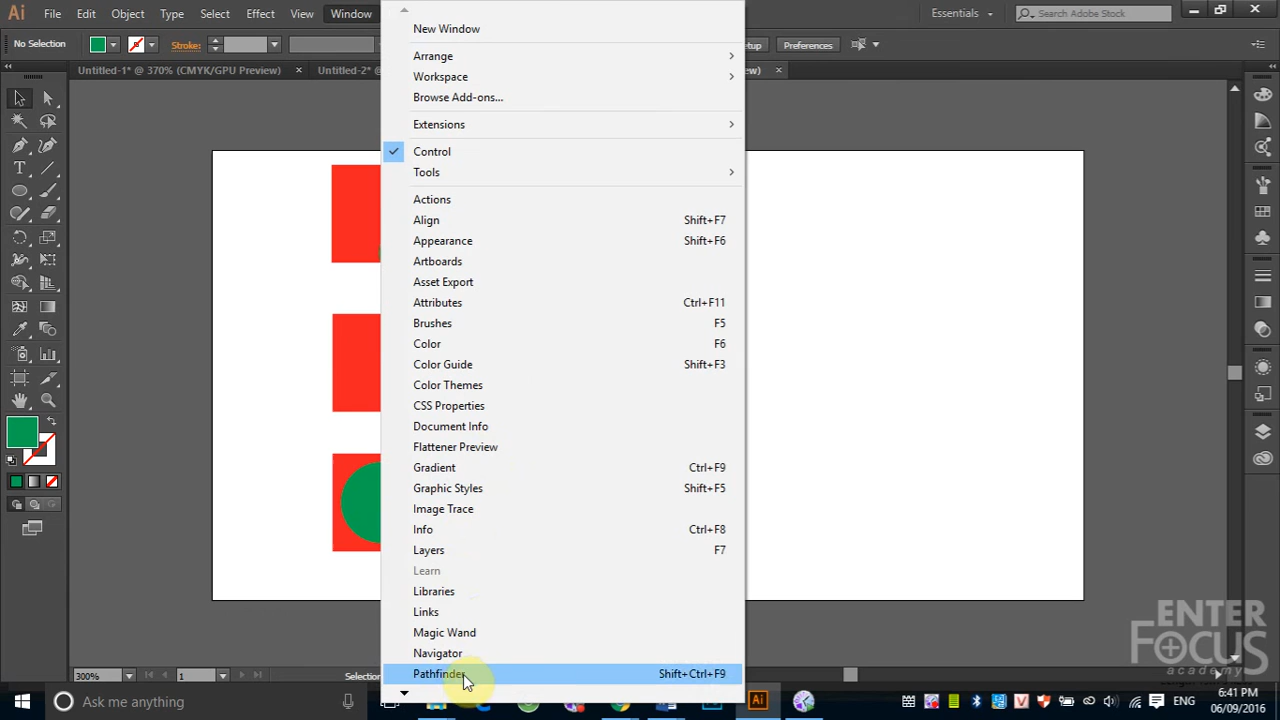 Ai File Edit Object Type Select Effect Window Essentials Search Adobe Stock
No Selection Stroke: Preferences
Untitled-1* @ 370% (CMYK/GPU Preview) × Untitled-2* @ ×
New Window
Arrange
Workspace
Browse Add-ons...
Extensions
Control
Tools
Actions
Align Shift+F7
Appearance Shift+F6
Artboards
Asset Export
Attributes Ctrl+F11
Brushes F5
Color F6
Color Guide Shift+F3
Color Themes
CSS Properties
Document Info
Flattener Preview
Gradient Ctrl+F9
Graphic Styles Shift+F5
Image Trace
Info Ctrl+F8
Layers F7
Learn
Libraries
Links
Magic Wand
Navigator
Pathfinder Shift+Ctrl+F9
ENTER
FOCUS
academy
300% 1 Selection
Ask me anything Ai 6:41 PM
06/09/2016